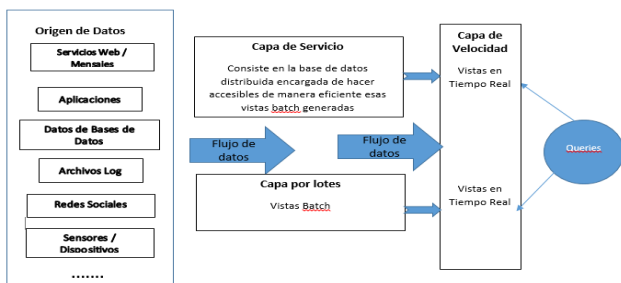 Origen de Datos
Servicios Web /
Mensales
Aplicaciones
Datos de Bases de
Datos
Archivos Log
Redes Sociales
Sensores /
Dispositivos
.......
Capa de Servicio
Consiste en la base de datos
distribuida encargada de hacer
accesibles de manera eficiente esas
vistas batch generadas
Flujo de
datos
Flujo de
datos
Capa por lotes
Vistas Batch
Capa de
Velocidad
Vistas en
Tiempo Real
Vistas en
Tiempo Real
Queries